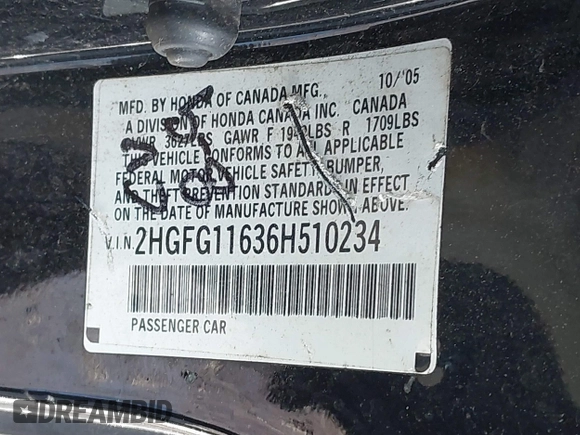 10/'05
MFD. BY HONDA OF CANADA MFG.,
A DIVISION OF HONDA CANADA INC. CANADA
GVWR 3627LBS GAWR F LBS R 1709LBS
THIS VEHICLE CONFORMS TO ALL APPLICABLE
FEDERAL MOTOR VEHICLE SAFETY, BUMPER,
AND THEFT PREVENTION STANDARDS IN EFFECT
ON THE DATE OF MANUFACTURE SHOWN ABOVE.
V.I.N. 2HGFG11636H510234
PASSENGER CAR
DREAMBID